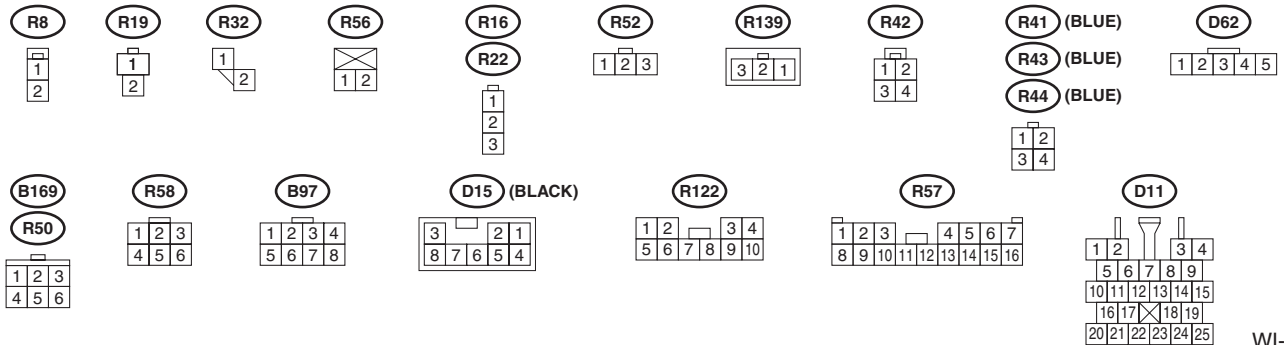 R8 R19 R32 R56 R16 R52 R139 R42 R41 (BLUE) D62
R22 R43 (BLUE)
R44 (BLUE)
1
2
1
2
1
2
1 2
1
2
3
1 2 3
3 2 1
1 2
3 4
1 2
3 4
1 2 3 4 5
B169 R58 B97 D15 (BLACK) R122 R57 D11
R50
1 2 3
4 5 6
1 2 3
4 5 6
1 2 3 4
5 6 7 8
3 2 1
8 7 6 5 4
1 2 3 4
5 6 7 8 9 10
1 2 3 4 5 6 7
8 9 10 11 12 13 14 15 16
1 2 3 4
5 6 7 8 9
10 11 12 13 14 15
16 17 18 19
20 21 22 23 24 25
WI-